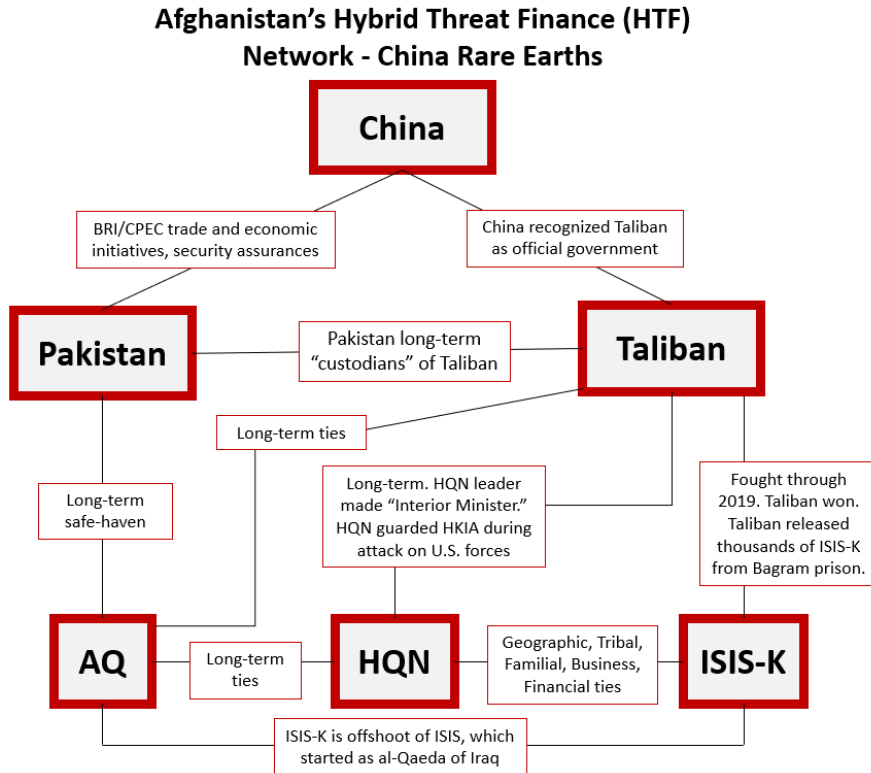 Afghanistan’s Hybrid Threat Finance (HTF)
Network - China Rare Earths
China
BRI/CPEC trade and economic
initiatives, security assurances
China recognized Taliban
as official government
Pakistan
Pakistan long-term
“custodians” of Taliban
Taliban
Long-term ties
Long-term
safe-haven
Long-term. HQN leader
made “Interior Minister.”
HQN guarded HKIA during
attack on U.S. forces
Fought through
2019. Taliban won.
Taliban released
thousands of ISIS-K
from Bagram prison.
AQ
Long-term
ties
HQN
Geographic, Tribal,
Familial, Business,
Financial ties
ISIS-K
ISIS-K is offshoot of ISIS, which
started as al-Qaeda of Iraq